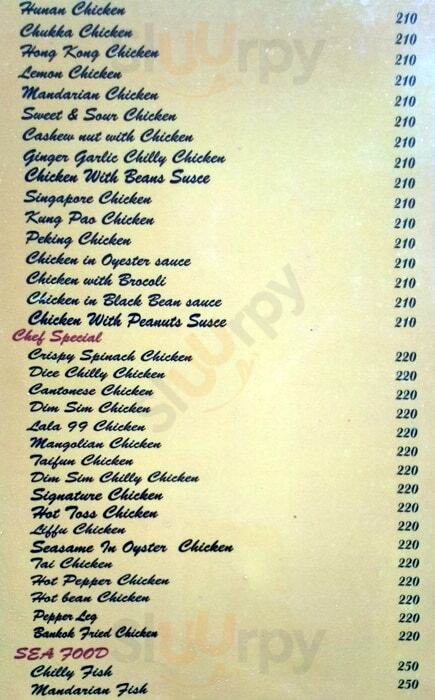 Hunan Chicken 210
Chukka Chicken 210
Hong Kong Chicken 210
Lemon Chicken 210
Mandarian Chicken 210
Sweet & Sour Chicken 210
Cashew nut with Chicken 210
Ginger Garlic Chilly Chicken 210
Chicken With Beans Susce 210
Singapore Chicken 210
Kung Pao Chicken 210
Peking Chicken 210
Chicken in Oyester sauce 210
Chicken with Brocoli 210
Chicken in Black Bean sauce 210
Chicken With Peanuts Susce 210
Chef Special
Crispy Spinach Chicken 220
Dice Chilly Chicken 220
Cantonese Chicken 220
Dim Sim Chicken 220
Lala 99 Chicken 220
Mangolian Chicken 220
Taifun Chicken 220
Dim Sim Chilly Chicken 220
Signature Chicken 220
Hot Toss Chicken 220
Liffu Chicken 220
Seasame In Oyster Chicken 220
Tai Chicken 220
Hot Pepper Chicken 220
Hot bean Chicken 220
Pepper Leg 220
Bankok Fried Chicken 220
SEA FOOD
Chilly Fish 250
Mandarian Fish 250
sluurpy
sluurpy
sluurpy